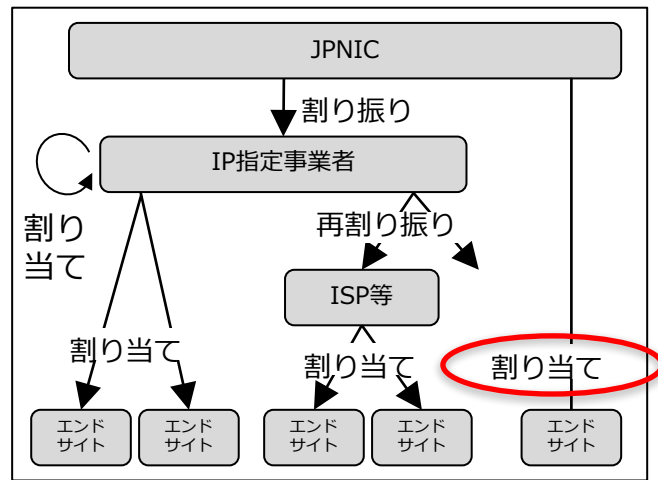 JPNIC
割り振り
IP指定事業者
割り
当て
再割り振り
ISP等
割り当て
割り当て
割り当て
エンド
サイト
エンド
サイト
エンド
サイト
エンド
サイト
エンド
サイト